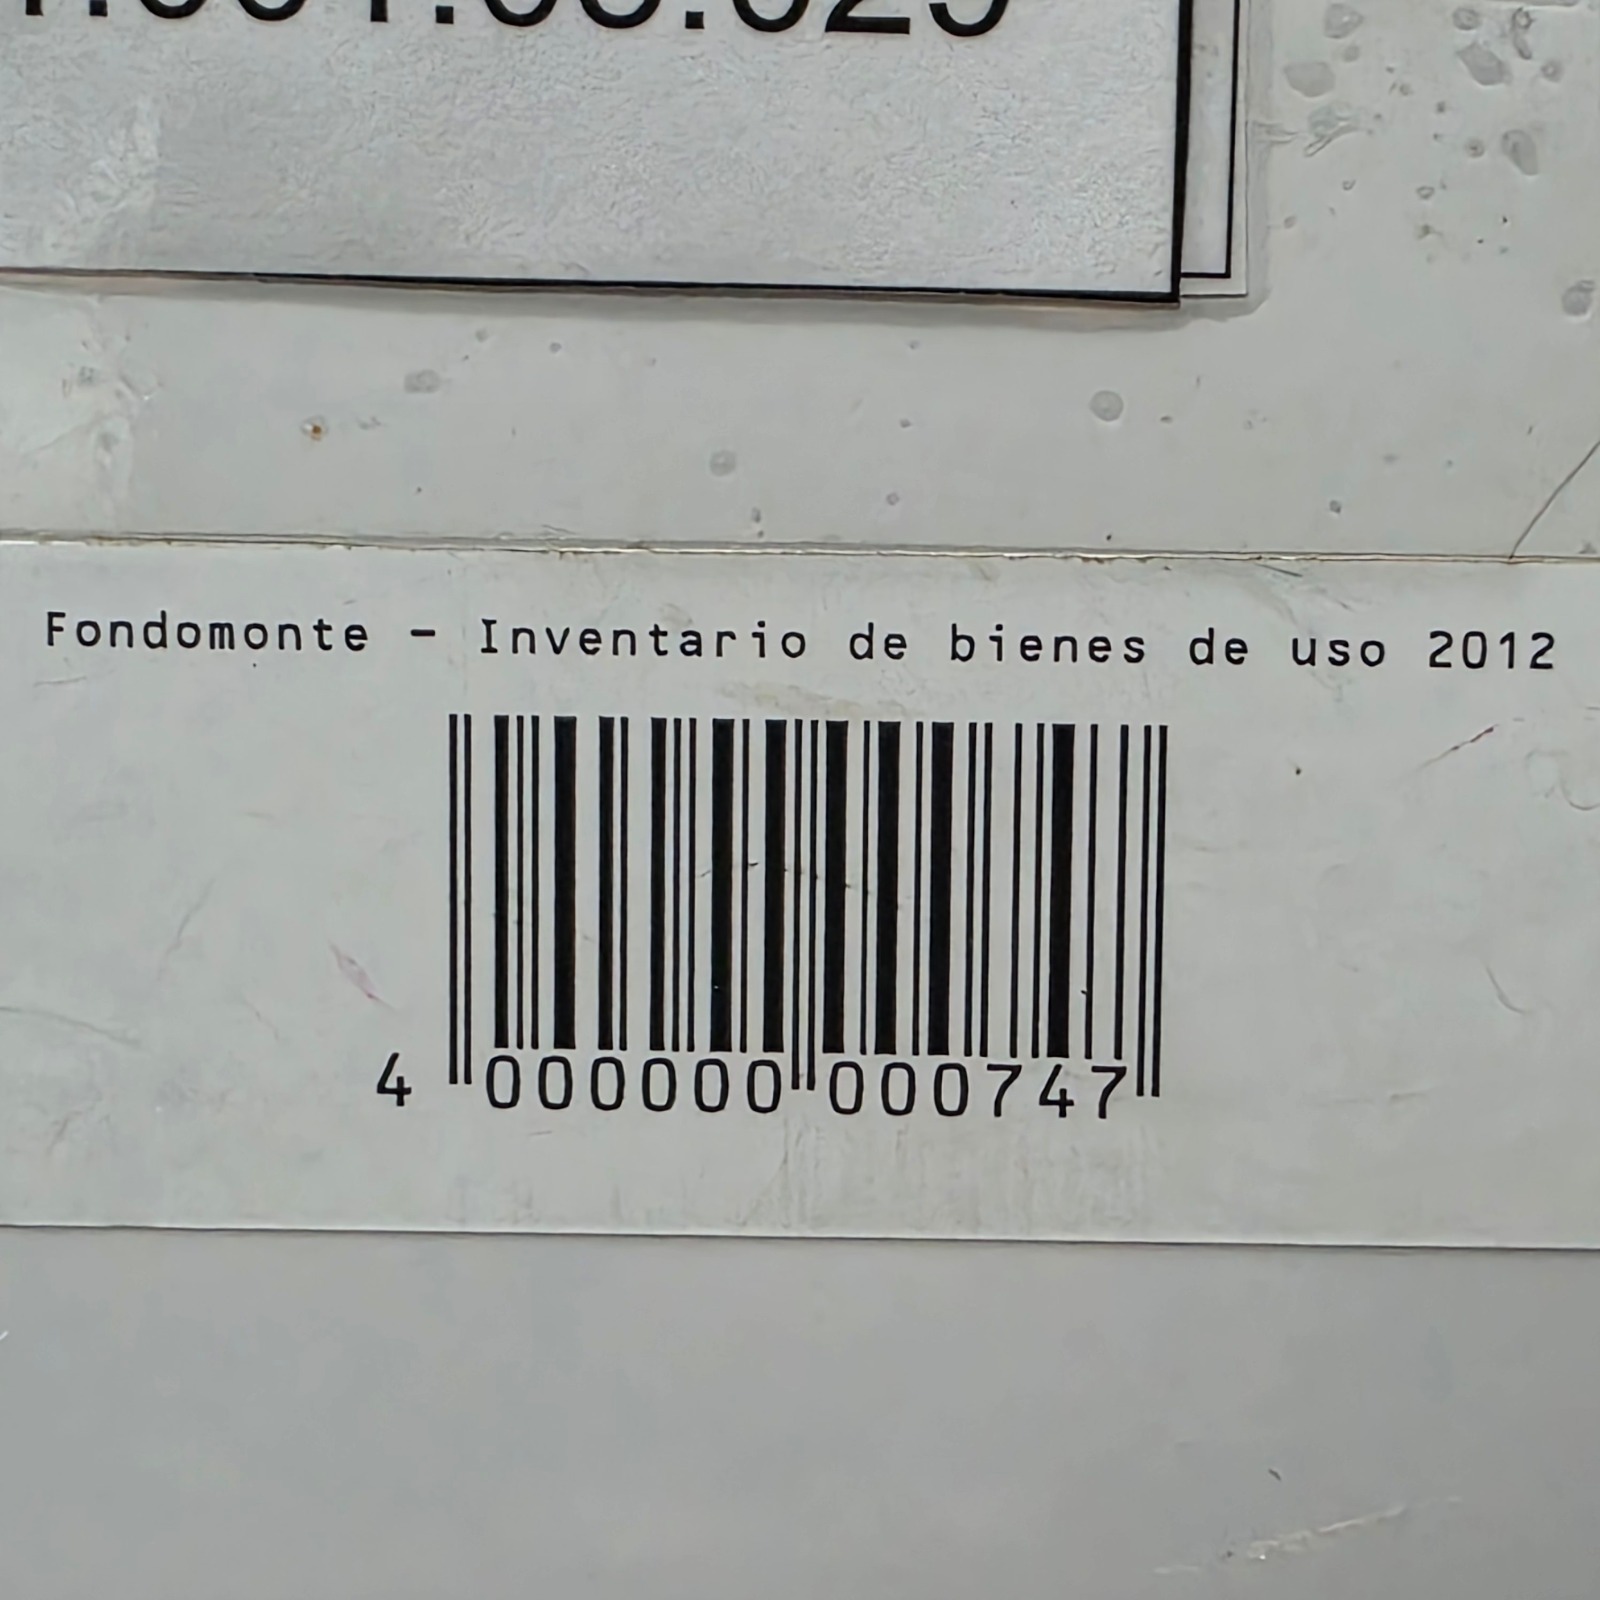 Fondomonte - Inventario de bienes de uso 2012
4 000000 000747